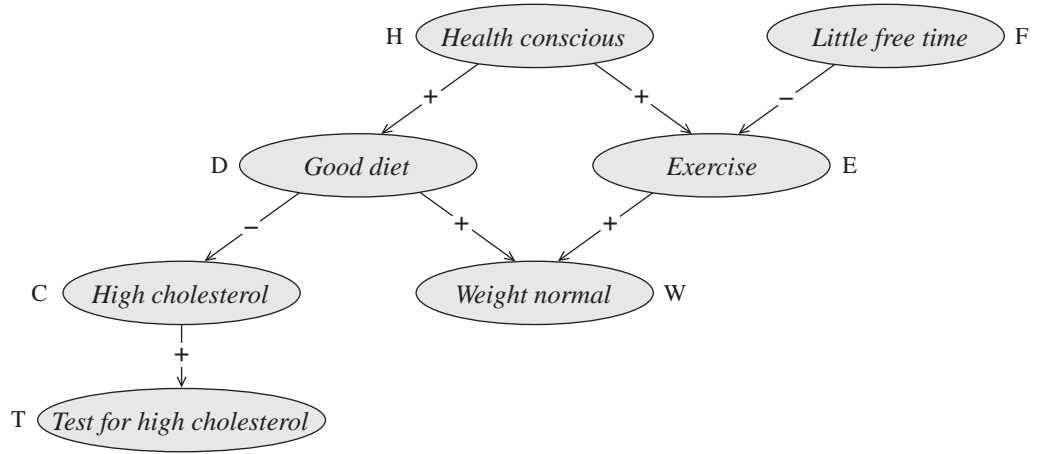 H Health conscious Little free time F
+ + –
D Good diet Exercise E
– + +
C High cholesterol Weight normal W
+
T Test for high cholesterol